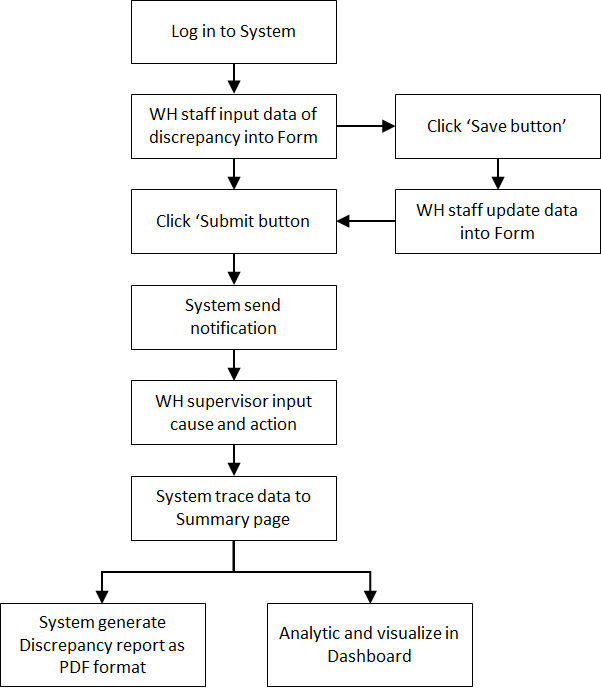 Log in to System
WH staff input data of
discrepancy into Form
Click ‘Save button’
Click ‘Submit button
WH staff update data
into Form
System send
notification
WH supervisor input
cause and action
System trace data to
Summary page
System generate
Discrepancy report as
PDF format
Analytic and visualize in
Dashboard